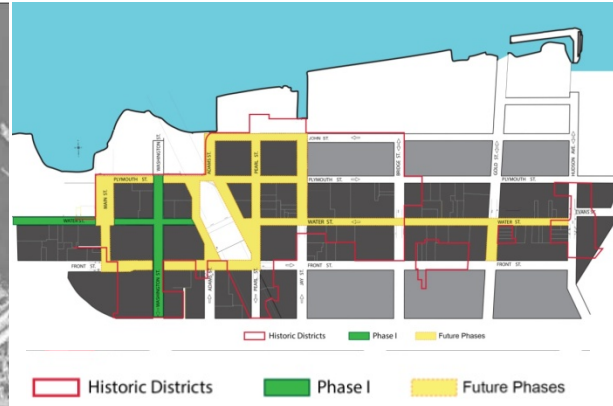 WASHINGTON ST.
ADAMS ST.
PEARL ST.
JOHN ST.
BRIDGE ST.
GOLD ST.
HUDSON AVE.
MAIN ST.
PLYMOUTH ST.
PLYMOUTH ST.
PLYMOUTH ST.
WATER ST.
WATER ST.
WATER ST.
FRONT ST.
FRONT ST.
FRONT ST.
WASHINGTON ST.
ADAMS ST.
PEARL ST.
JAY ST.
Historic Districts Phase I Future Phases
Historic Districts Phase I Future Phases